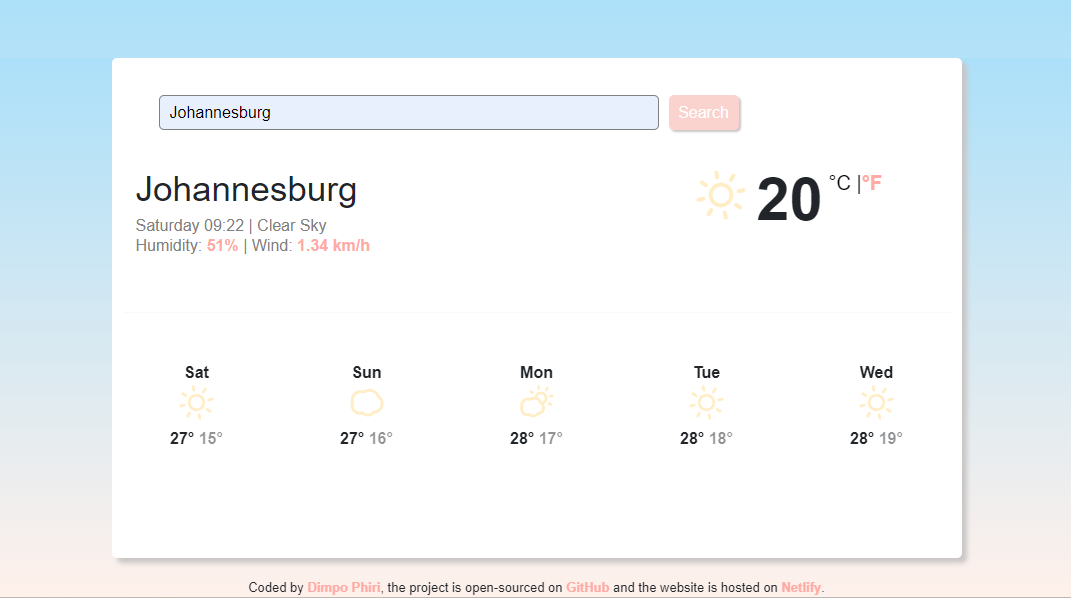 Johannesburg Search
Johannesburg
20 °C |°F
Saturday 09:22 | Clear Sky
Humidity: 51% | Wind: 1.34 km/h
Sat Sun Mon Tue Wed
27° 15° 27° 16° 28° 17° 28° 18° 28° 19°
Coded by Dimpo Phiri, the project is open-sourced on GitHub and the website is hosted on Netlify.